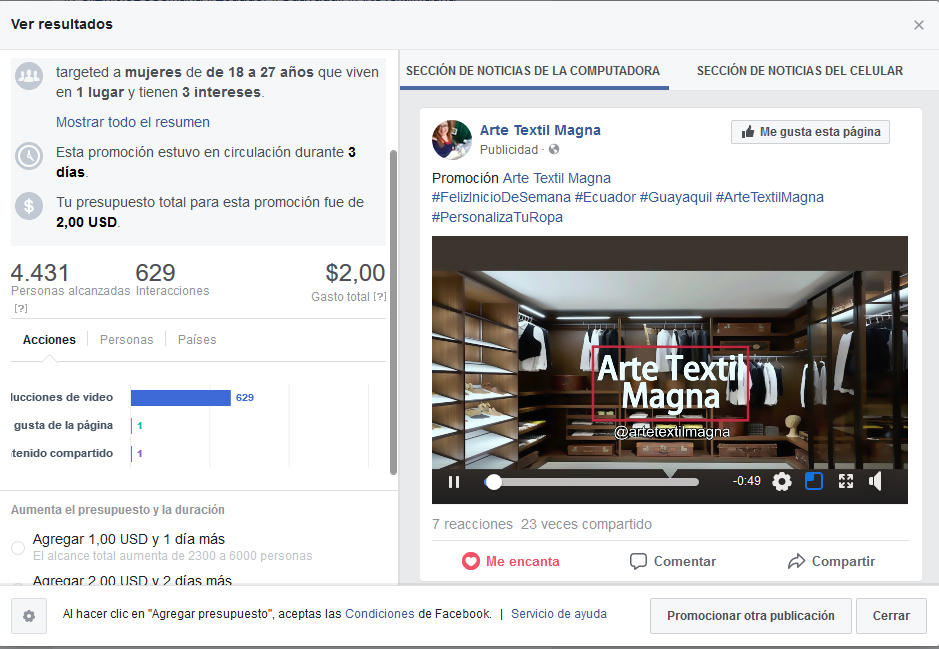 Ver resultados
targeted a mujeres de de 18 a 27 años que viven
en 1 lugar y tienen 3 intereses.
Mostrar todo el resumen
Esta promoción estuvo en circulación durante 3
días.
Tu presupuesto total para esta promoción fue de
2,00 USD.
4.431
Personas alcanzadas
[?]
629
Interacciones
$2,00
Gasto total [?]
Acciones
Personas
Países
ducciones de video 629
gusta de la página 1
tenido compartido 1
Aumenta el presupuesto y la duración
Agregar 1,00 USD y 1 día más
El alcance total aumenta de 2300 a 6000 personas
Agregar 2,00 USD y 2 días más
SECCIÓN DE NOTICIAS DE LA COMPUTADORA
SECCIÓN DE NOTICIAS DEL CELULAR
Arte Textil Magna
Publicidad ·
Me gusta esta página
Promoción Arte Textil Magna
#FelizInicioDeSemana #Ecuador #Guayaquil #ArteTextilMagna
#PersonalizaTuRopa
Arte Textil
Magna
@artetextilmagna
-0:49
7 reacciones 23 veces compartido
Me encanta
Comentar
Compartir
Al hacer clic en "Agregar presupuesto", aceptas las Condiciones de Facebook. | Servicio de ayuda
Promocionar otra publicación
Cerrar